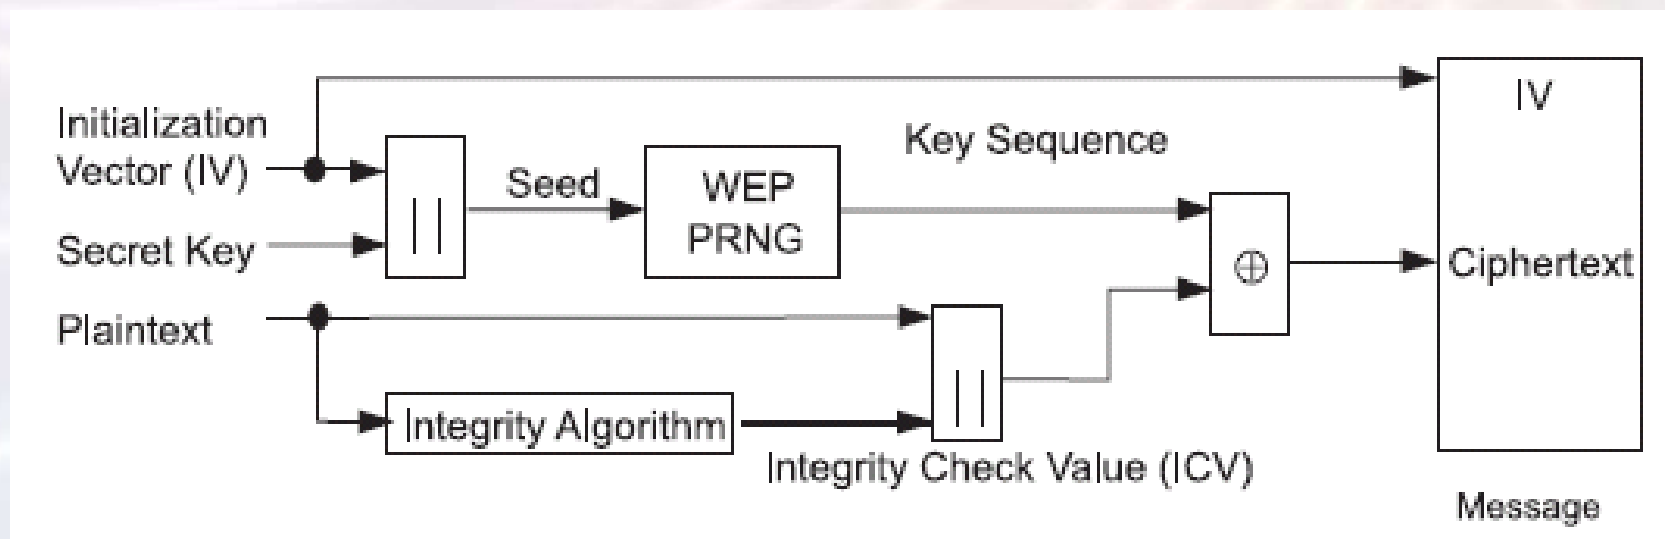 Initialization
Vector (IV)
Secret Key
Plaintext
||
Seed
WEP
PRNG
Key Sequence
Integrity Algorithm
||
Integrity Check Value (ICV)
⊕
IV
Ciphertext
Message